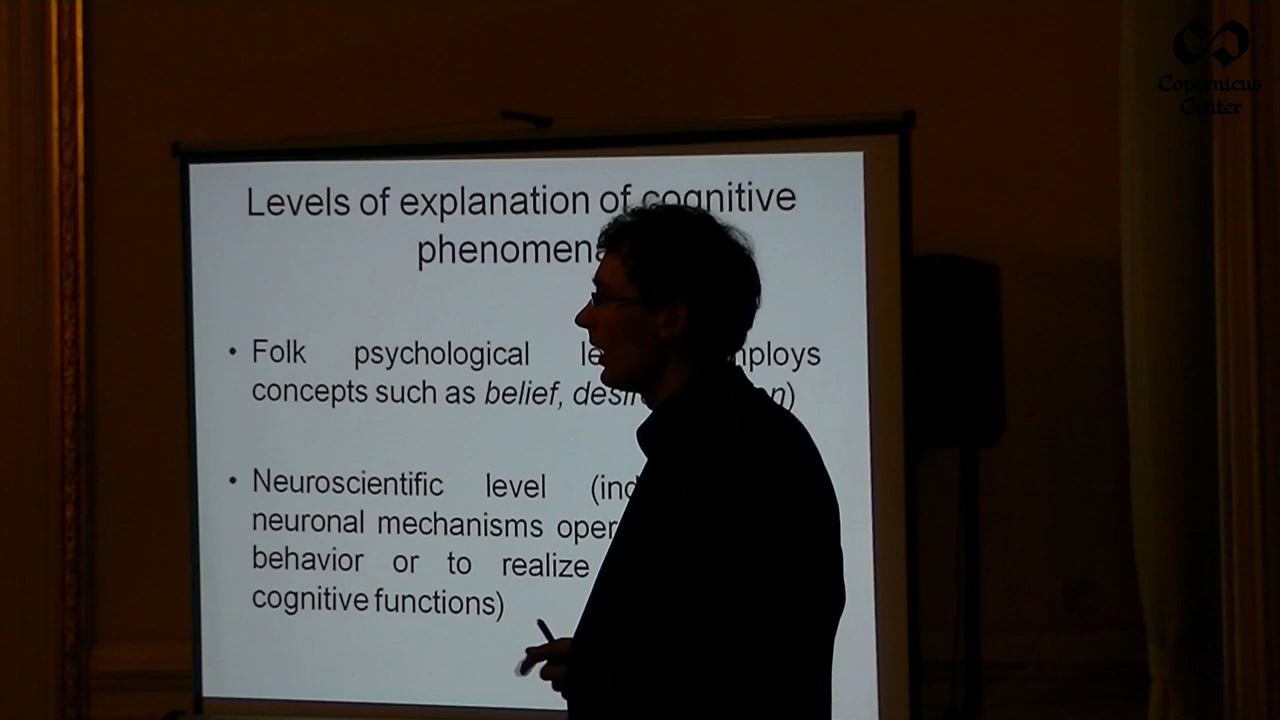 Copernicus
Center
Levels of explanation of cognitive
phenomena
Folk psychological
concepts such as belief,
Neuroscientific level
neuronal mechanisms
behavior or to realize
cognitive functions)